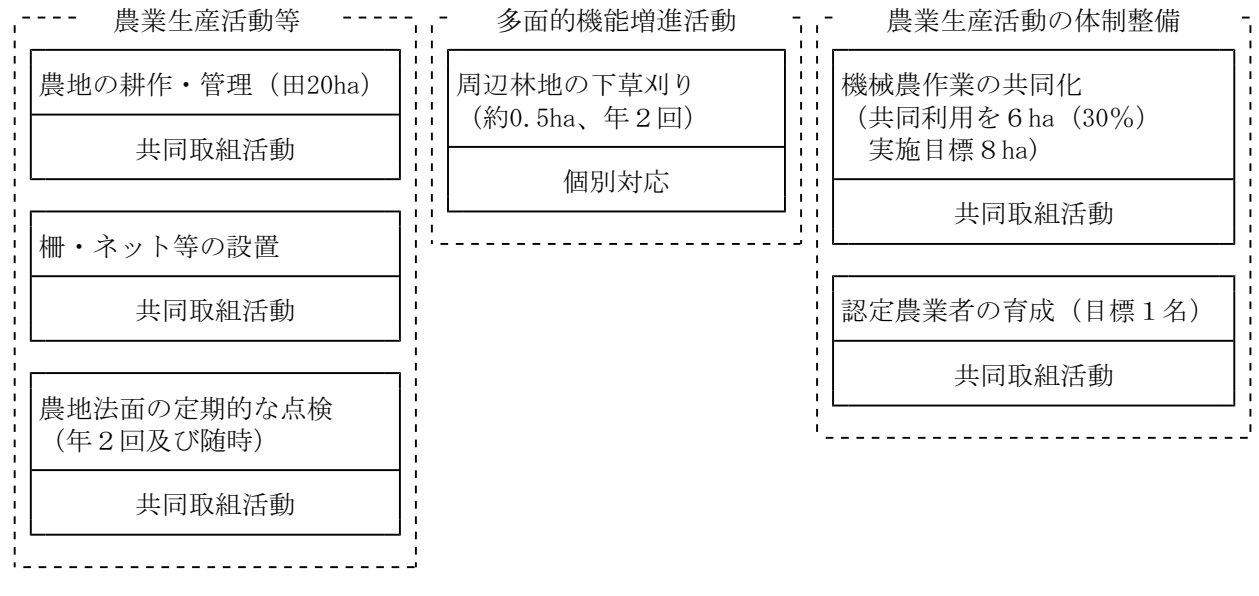 農業生産活動等
農地の耕作・管理（田20ha）
共同取組活動
柵・ネット等の設置
共同取組活動
農地法面の定期的な点検
（年２回及び随時）
共同取組活動
多面的機能増進活動
周辺林地の下草刈り
（約0.5ha、年２回）
個別対応
農業生産活動の体制整備
機械農作業の共同化
（共同利用を６ha（30％）
実施目標８ha）
共同取組活動
認定農業者の育成（目標１名）
共同取組活動